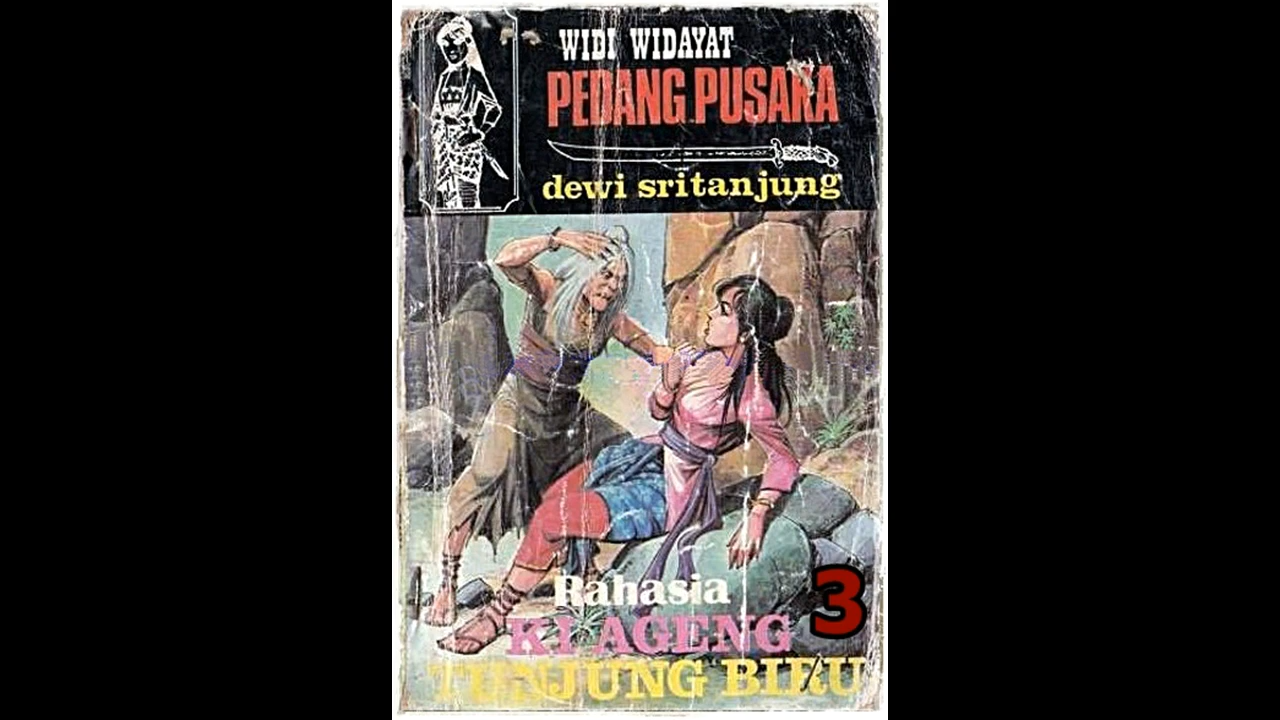 WIDI WIDAYAT
PEDANG PUSAKA
dewi sritanjung
Rahasia
3
KI AGENG
TUNJUNG BIRU